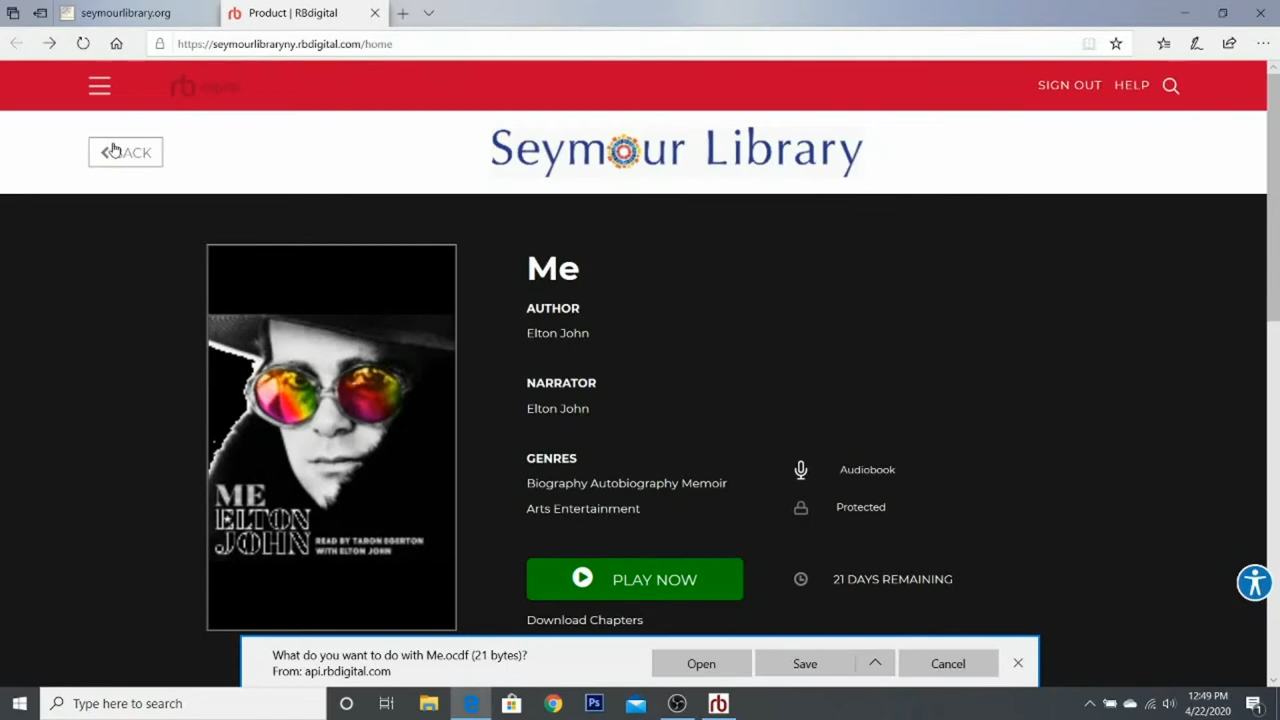 seymourlibrary.org
Product | RBdigital
https://seymourlibraryny.rbdigital.com/home
SIGN OUT HELP
BACK
Seymour Library
Me
AUTHOR
Elton John
NARRATOR
Elton John
GENRES
Biography Autobiography Memoir
Arts Entertainment
Audiobook
Protected
ME
ELTON
JOHN
READ BY TARON EGERTON
WITH ELTON JOHN
PLAY NOW
21 DAYS REMAINING
Download Chapters
What do you want to do with Me.ocdf (21 bytes)?
From: api.rbdigital.com
Open
Save
Cancel
Type here to search
Ps
rb
12:49 PM
4/22/2020
1